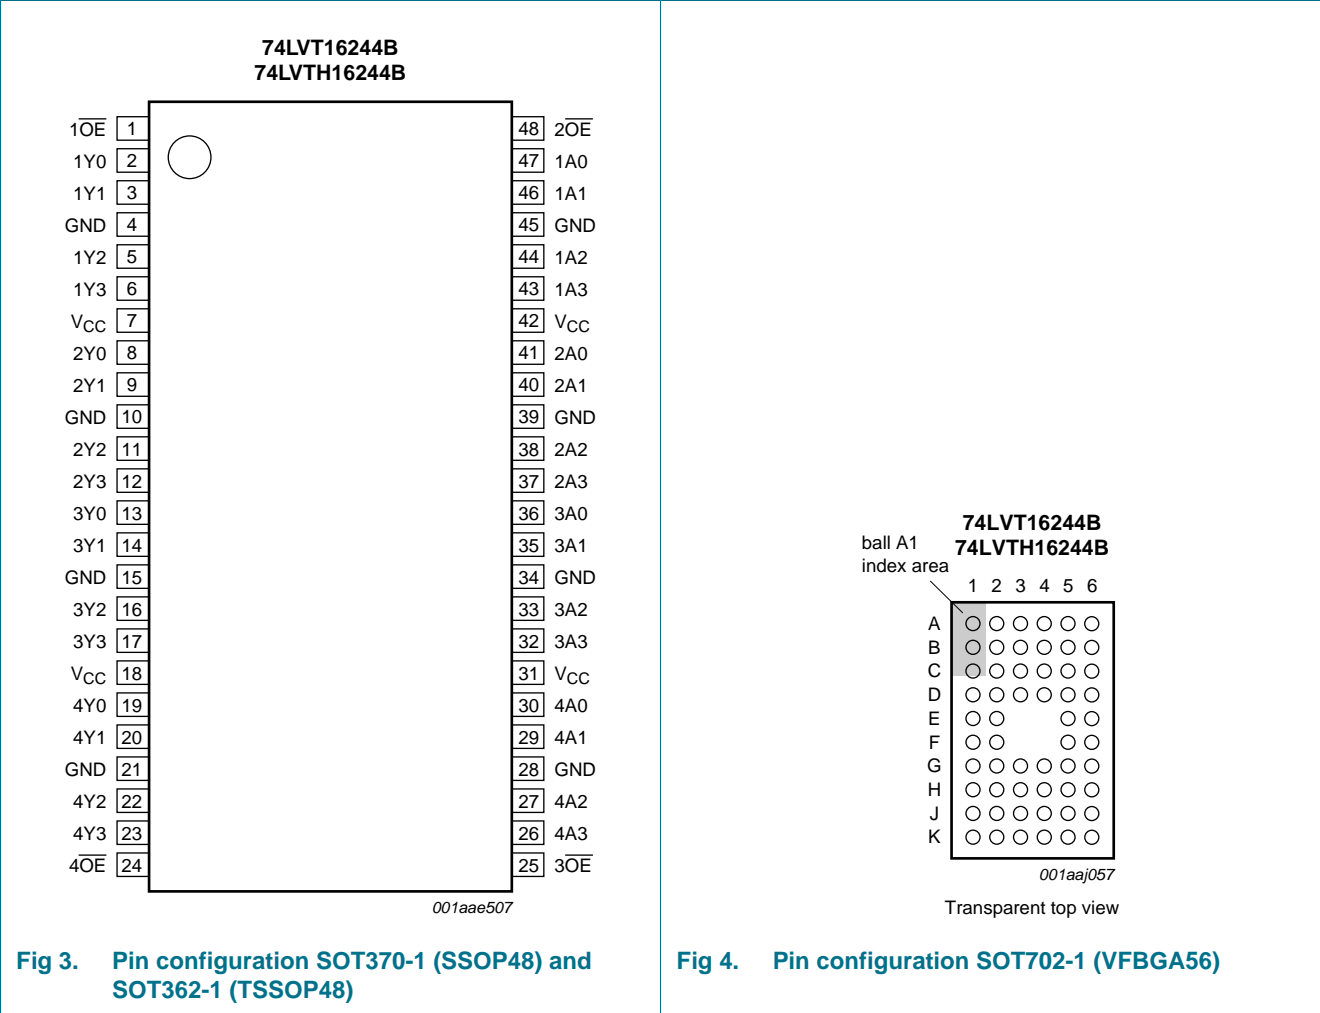 74LVT16244B
74LVTH16244B
1OE 1 48 2OE
1Y0 2 47 1A0
1Y1 3 46 1A1
GND 4 45 GND
1Y2 5 44 1A2
1Y3 6 43 1A3
VCC 7 42 VCC
2Y0 8 41 2A0
2Y1 9 40 2A1
GND 10 39 GND
2Y2 11 38 2A2
2Y3 12 37 2A3
3Y0 13 36 3A0
3Y1 14 35 3A1
GND 15 34 GND
3Y2 16 33 3A2
3Y3 17 32 3A3
VCC 18 31 VCC
4Y0 19 30 4A0
4Y1 20 29 4A1
GND 21 28 GND
4Y2 22 27 4A2
4Y3 23 26 4A3
4OE 24 25 3OE
001aae507
Fig 3. Pin configuration SOT370-1 (SSOP48) and
SOT362-1 (TSSOP48)
74LVT16244B
74LVTH16244B
ball A1
index area
1 2 3 4 5 6
A
B
C
D
E
F
G
H
J
K
001aaj057
Transparent top view
Fig 4. Pin configuration SOT702-1 (VFBGA56)